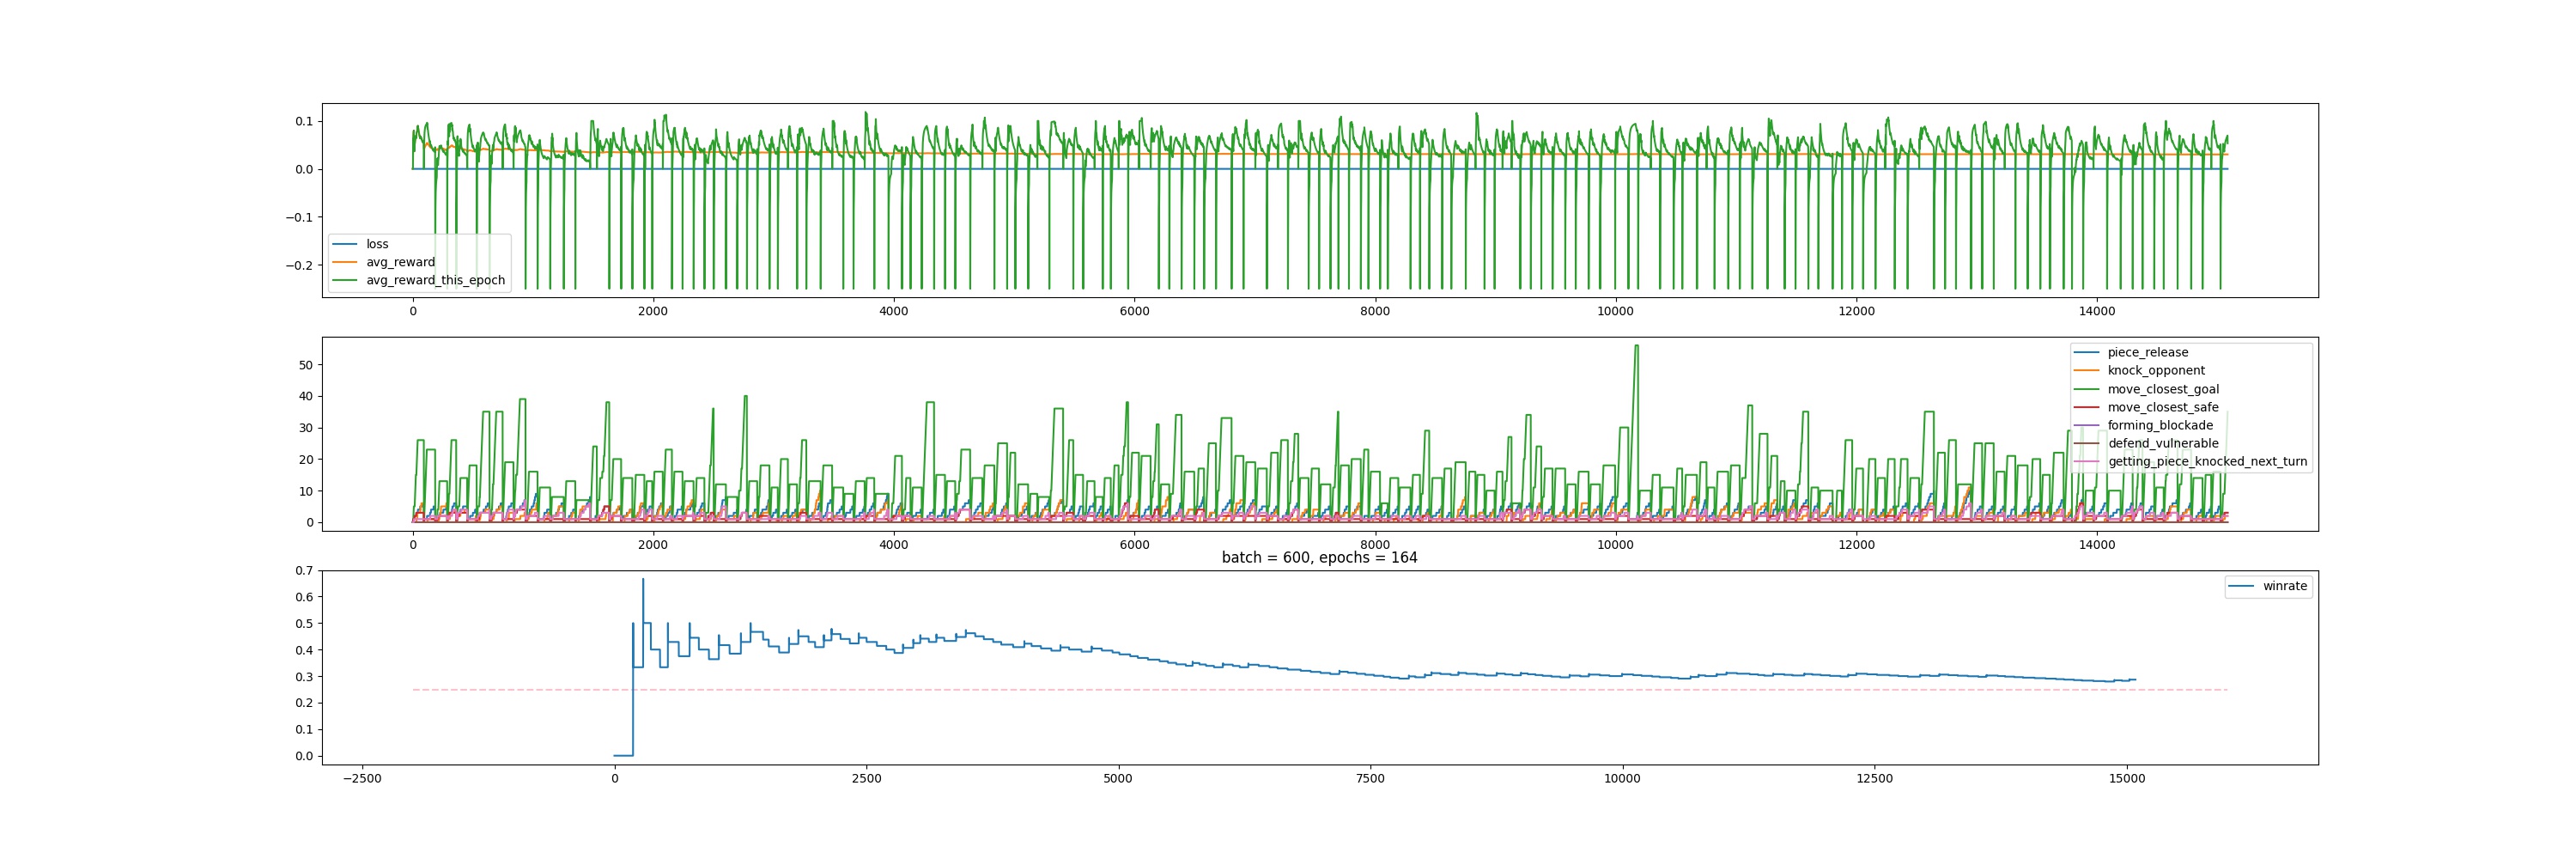 0.1
0.0
−0.1
−0.2
loss
avg_reward
avg_reward_this_epoch
0 2000 4000 6000 8000 10000 12000 14000
50
40
30
20
10
0
piece_release
knock_opponent
move_closest_goal
move_closest_safe
forming_blockade
defend_vulnerable
getting_piece_knocked_next_turn
0 2000 4000 6000 8000 10000 12000 14000
batch = 600, epochs = 164
0.7
0.6
0.5
0.4
0.3
0.2
0.1
0.0
winrate
−2500 0 2500 5000 7500 10000 12500 15000